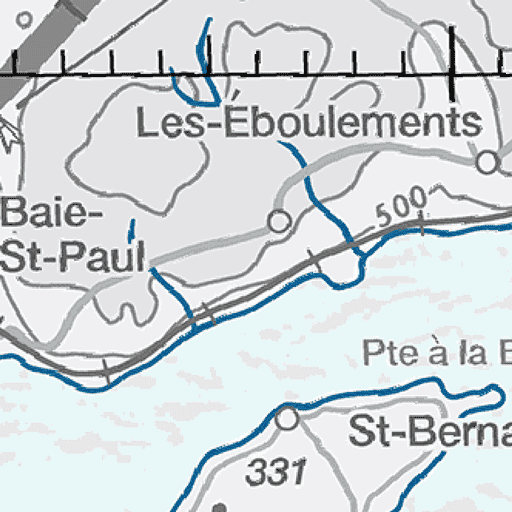 Les-Éboulements
500
Baie-
St-Paul
Pte à la
St-Berna
331